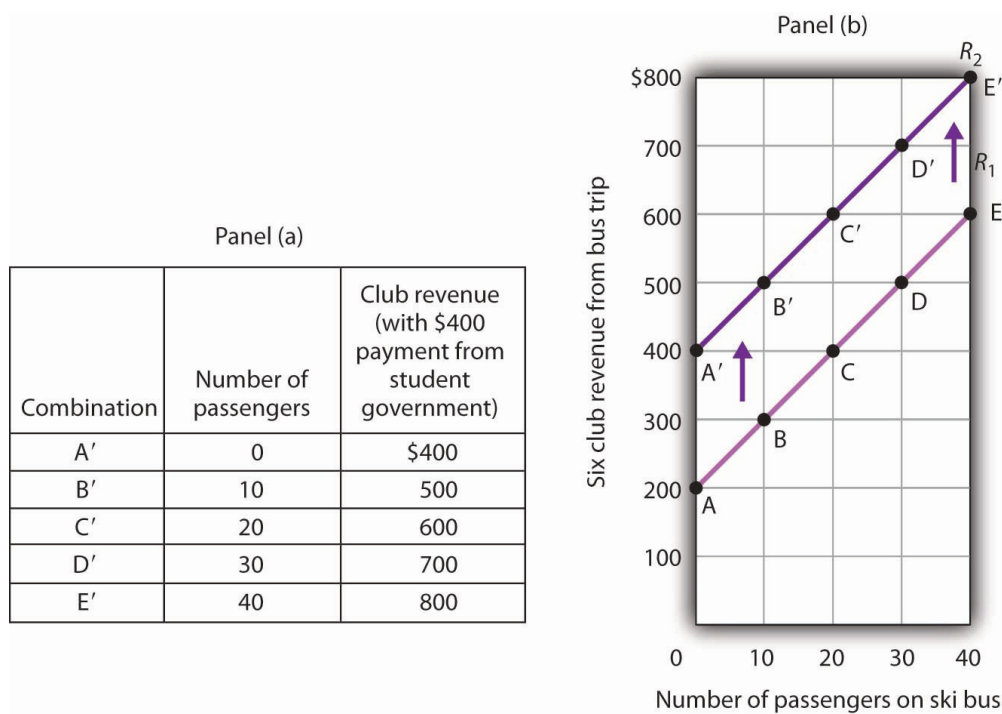 Panel (a)
Club revenue
(with $400
payment from
student
government)
Number of
passengers
Combination
A′ 0 $400
B′ 10 500
C′ 20 600
D′ 30 700
E′ 40 800
Panel (b)
R2
$800 E′
700 D′ R1
600 C′ E
500 B′ D
400 A′ C
300 B
200 A
100
0 10 20 30 40
Six club revenue from bus trip
Number of passengers on ski bus